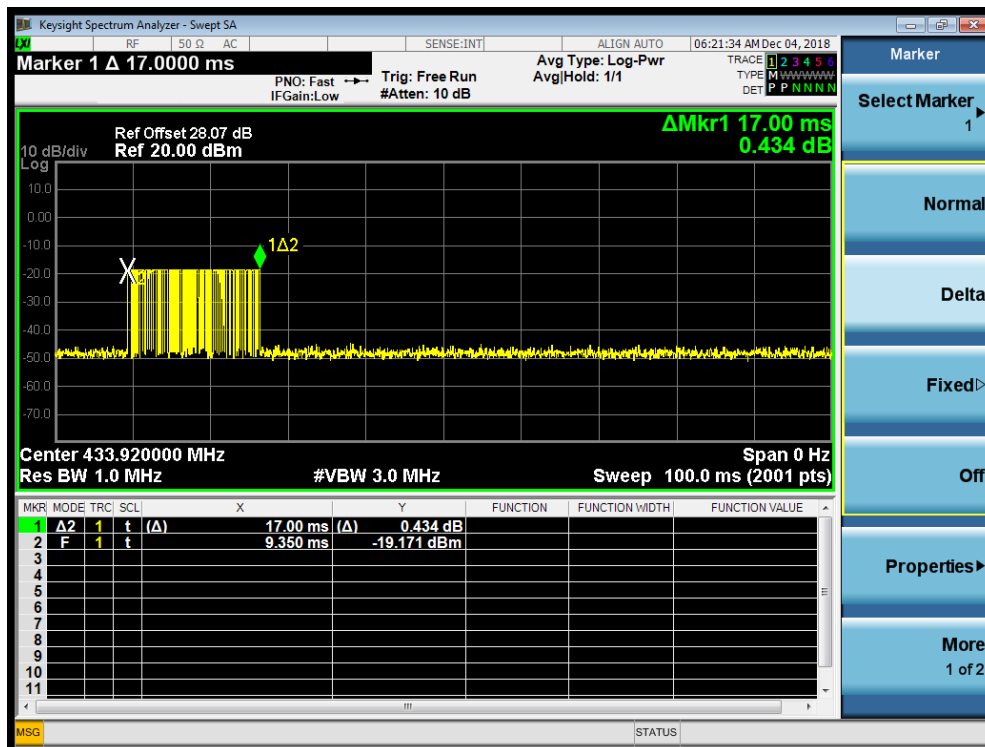 Keysight Spectrum Analyzer - Swept SA
LXI RF 50 Ω AC SENSE:INT ALIGN AUTO 06:21:34 AM Dec 04, 2018
Marker 1 Δ 17.0000 ms
PNO: Fast
IFGain:Low
Trig: Free Run
#Atten: 10 dB
Avg Type: Log-Pwr
Avg|Hold: 1/1
TRACE 1 2 3 4 5 6
TYPE M WWWWW
DET P P N N N N
Ref Offset 28.07 dB
10 dB/div Ref 20.00 dBm
Log
ΔMkr1 17.00 ms
0.434 dB
10.0
0.00
-10.0
-20.0
-30.0
-40.0
-50.0
-60.0
-70.0
1Δ2
Center 433.920000 MHz Span 0 Hz
Res BW 1.0 MHz #VBW 3.0 MHz Sweep 100.0 ms (2001 pts)
MKR MODE TRC SCL X Y FUNCTION FUNCTION WIDTH FUNCTION VALUE
1 Δ2 1 t (Δ) 17.00 ms (Δ) 0.434 dB
2 F 1 t 9.350 ms -19.171 dBm
3
4
5
6
7
8
9
10
11
MSG STATUS
Marker
Select Marker
1
Normal
Delta
Fixed
Off
Properties
More
1 of 2